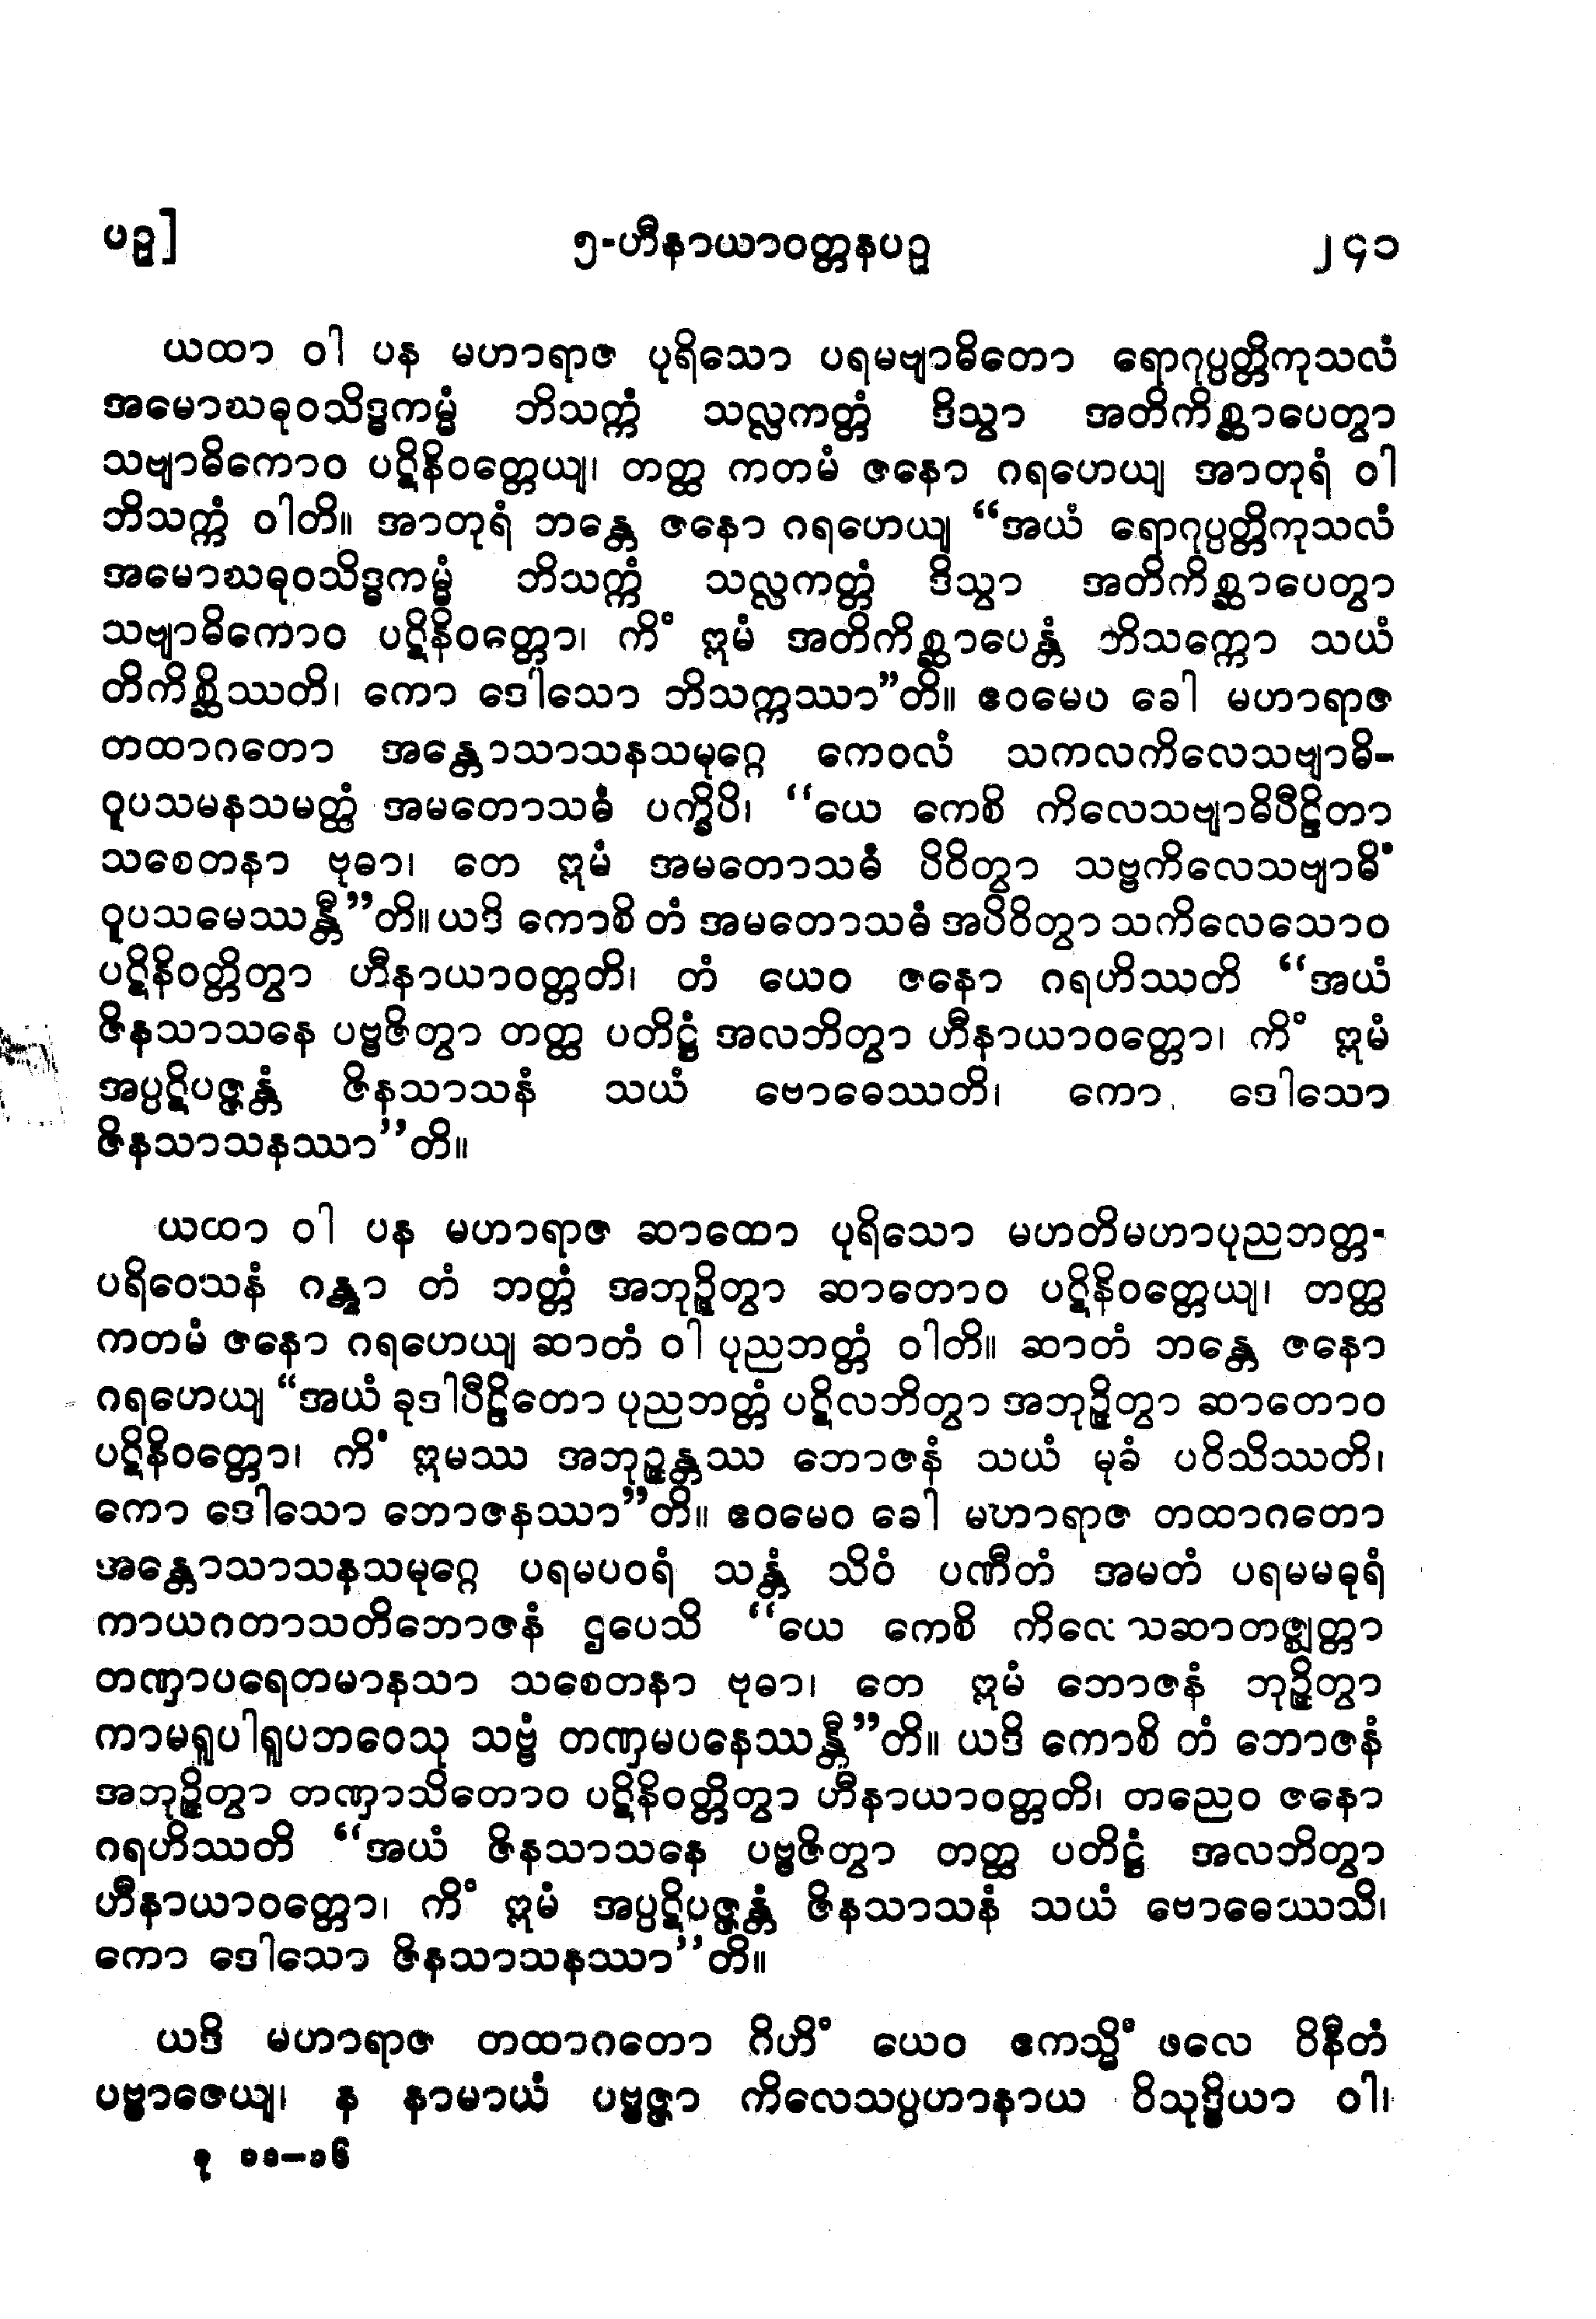 ပဥှ]	၅-ဟီနာယာဝတ္တနပဥှ	၂၄၁
ယထာ ဝါ ပန မဟာရာဇ ပုရိသော ပရမဗျာဓိတော ရောဂုပ္ပတ္တိကုသလံ
အမောဃဓုဝသိဒ္ဓကမ္မံ ဘိသက္ကံ သလ္လကတ္တံ ဒိသွာ အတိကိစ္ဆာပေတွာ
သဗျာဓိကောဝ ပဋိနိဝတ္တေယျ၊ တတ္ထ ကတမံ ဇနော ဂရဟေယျ အာတုရံ ဝါ
ဘိသက္ကံ ဝါတိ။ အာတုရံ ဘန္တေ ဇနော ဂရဟေယျ “အယံ ရောဂုပ္ပတ္တိကုသလံ
အမောဃဓုဝသိဒ္ဓကမ္မံ ဘိသက္ကံ သလ္လကတ္တံ ဒိသွာ အတိကိစ္ဆာပေတွာ
သဗျာဓိကောဝ ပဋိနိဝတ္တော၊ ကိံ ဣမံ အတိကိစ္ဆာပေန္တံ ဘိသက္ကော သယံ
တိကိစ္ဆိဿတိ၊ ကော ဒေါသော ဘိသက္ကဿာ”တိ။ ဧဝမေဝ ခေါ မဟာရာဇ
တထာဂတော အန္တောသာသနသမုဂ္ဂေ ကေဝလံ သကလကိလေသဗျာဓိ-
ဝူပသမနသမတ္ထံ အမတောသဓံ ပက္ခိပိ၊ “ယေ ကေစိ ကိလေသဗျာဓိပီဠိတာ
သစေတနာ ဗုဓာ၊ တေ ဣမံ အမတောသဓံ ပိဝိတွာ သဗ္ဗကိလေသဗျာဓိံ
ဝူပသမေဿန္တီ”တိ။ ယဒိ ကောစိ တံ အမတောသဓံ အပိဝိတွာ သကိလေသောဝ
ပဋိနိဝတ္တိတွာ ဟီနာယာဝတ္တတိ၊ တံ ယေဝ ဇနော ဂရဟိဿတိ “အယံ
ဇိနသာသနေ ပဗ္ဗဇိတွာ တတ္ထ ပတိဋ္ဌံ အလဘိတွာ ဟီနာယာဝတ္တော၊ ကိံ ဣမံ
အပ္ပဋိပဇ္ဇန္တံ ဇိနသာသနံ သယံ ဗောဓေဿတိ၊ ကော ဒေါသော
ဇိနသာသနဿာ”တိ။
ယထာ ဝါ ပန မဟာရာဇ ဆာထော ပုရိသော မဟတိမဟာပုညဘတ္တ-
ပရိဝေသနံ ဂန္တွာ တံ ဘတ္တံ အဘုဉ္ဇိတွာ ဆာတောဝ ပဋိနိဝတ္တေယျ၊ တတ္ထ
ကတမံ ဇနော ဂရဟေယျ ဆာတံ ဝါ ပုညဘတ္တံ ဝါတိ။ ဆာတံ ဘန္တေ ဇနော
ဂရဟေယျ “အယံ ခုဒါပီဠိတော ပုညဘတ္တံ ပဋိလဘိတွာ အဘုဉ္ဇိတွာ ဆာတောဝ
ပဋိနိဝတ္တော၊ ကိံ ဣမဿ အဘုဉ္ဇန္တဿ ဘောဇနံ သယံ မုခံ ပဝိသိဿတိ၊
ကော ဒေါသော ဘောဇနဿာ”တိ။ ဧဝမေဝ ခေါ မဟာရာဇ တထာဂတော
အန္တောသာသနသမုဂ္ဂေ ပရမပဝရံ သန္တံ သိဝံ ပဏီတံ အမတံ ပရမမဓုရံ
ကာယဂတာသတိဘောဇနံ ဌပေသိ “ယေ ကေစိ ကိလေသဆာတဇ္ဈတ္တာ
တဏှာပရေတမာနသာ သစေတနာ ဗုဓာ၊ တေ ဣမံ ဘောဇနံ ဘုဉ္ဇိတွာ
ကာမရူပါရူပဘဝေသု သဗ္ဗံ တဏှမပနေဿန္တီ”တိ။ ယဒိ ကောစိ တံ ဘောဇနံ
အဘုဉ္ဇိတွာ တဏှာသိတောဝ ပဋိနိဝတ္တိတွာ ဟီနာယာဝတ္တတိ၊ တညေဝ ဇနော
ဂရဟိဿတိ “အယံ ဇိနသာသနေ ပဗ္ဗဇိတွာ တတ္ထ ပတိဋ္ဌံ အလဘိတွာ
ဟီနာယာဝတ္တော၊ ကိံ ဣမံ အပ္ပဋိပဇ္ဇန္တံ ဇိနသာသနံ သယံ ဗောဓေဿသိ၊
ကော ဒေါသော ဇိနသာသနဿာ”တိ။
ယဒိ မဟာရာဇ တထာဂတော ဂိဟိံ ယေဝ ဧကသ္မိံ ဖလေ ဝိနီတံ
ပဗ္ဗာဇေယျ၊ န နာမာယံ ပဗ္ဗဇ္ဇာ ကိလေသပ္ပဟာနာယ ဝိသုဒ္ဓိယာ ဝါ၊
ခု ၁၁–၁၆